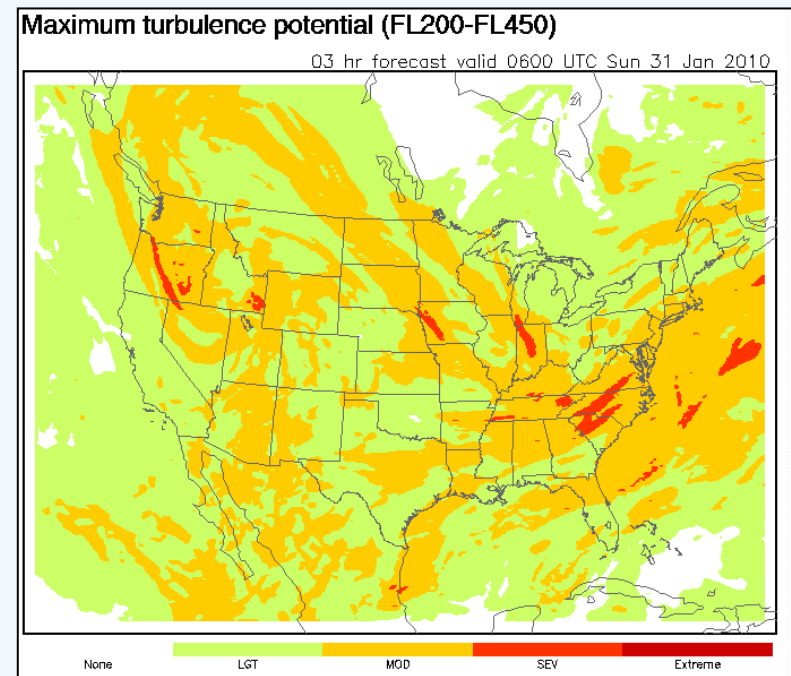 Maximum turbulence potential (FL200-FL450)
03 hr forecast valid 0600 UTC Sun 31 Jan 2010
None LGT MOD SEV Extreme